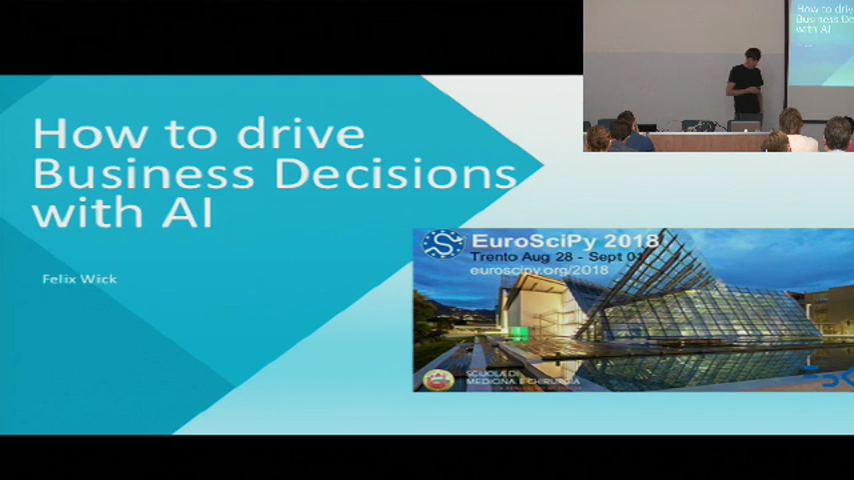 How to drive
Business Decisions
with AI
Felix Wick
EuroSciPy 2018
Trento Aug 28 - Sept 01
euroscipy.org/2018
SCUOLA DI
MEDICINA E CHIRURGIA
How to driv
Business De
with AI